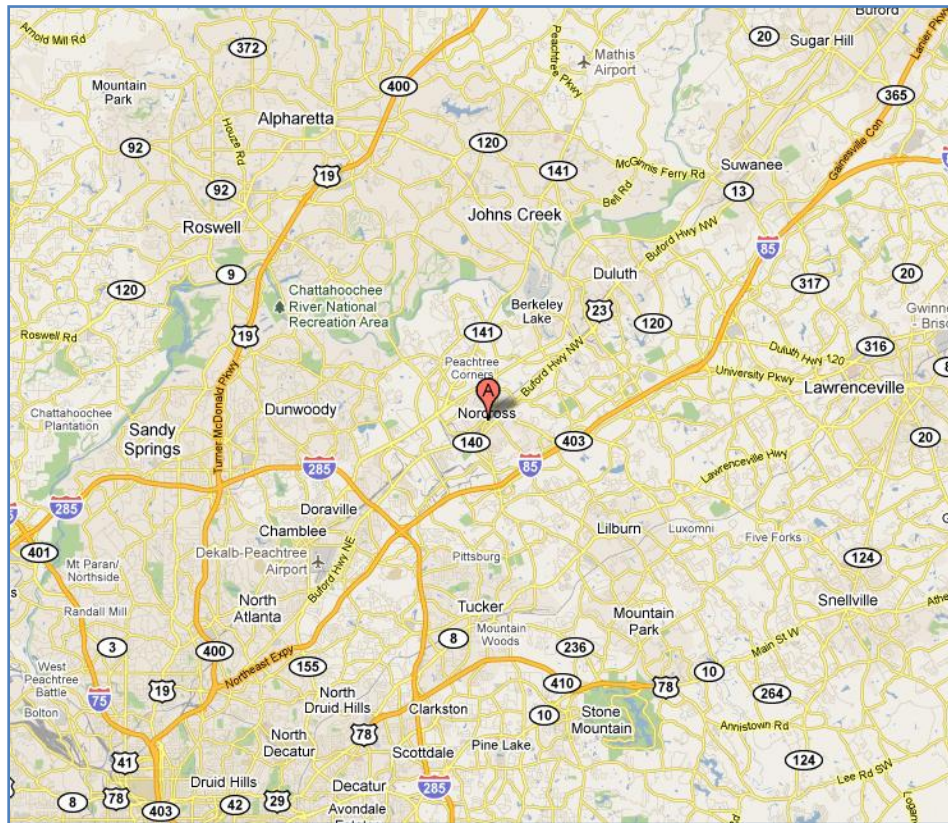 Buford
Arnold Mill Rd
372
20
Sugar Hill
Lanier Pkwy
Peachtree Pkwy
Mathis
Airport
400
365
Mountain
Park
Alpharetta
Houze Rd
92
120
141
McGinnis Ferry Rd
Suwanee
Gainesville Con
19
92
13
Bell Rd
Johns Creek
Roswell
Buford Hwy NW
85
9
Duluth
20
120
317
Chattahoochee
River National
Recreation Area
Berkeley
Lake
23
120
Roswell Rd
19
141
316
Duluth Hwy 120
Peachtree
Corners
Buford Hwy NW
University Pkwy
Lawrenceville
Turner McDonald Pkwy
A
Dunwoody
Norcross
Chattahoochee
Plantation
Sandy
Springs
140
403
20
285
85
Lawrenceville Hwy
285
Doraville
Chamblee
Lilburn
Luxomni
Five Forks
401
Dekalb-Peachtree
Airport
Buford Hwy NE
Pittsburg
124
Mt Paran/
Northside
Randall Mill
North
Atlanta
Tucker
Mountain
Park
Snellville
3
400
8
Mountain
Woods
236
Main St W
Northeast Expy
155
10
West
Peachtree
Battle
19
410
78
264
75
Bolton
North
Druid Hills
Clarkston
10
Stone
Mountain
Annistown Rd
78
North
Decatur
Scottdale
Pine Lake
41
124
Lee Rd SW
Druid Hills
Decatur
285
8
78
403
42
29
Avondale